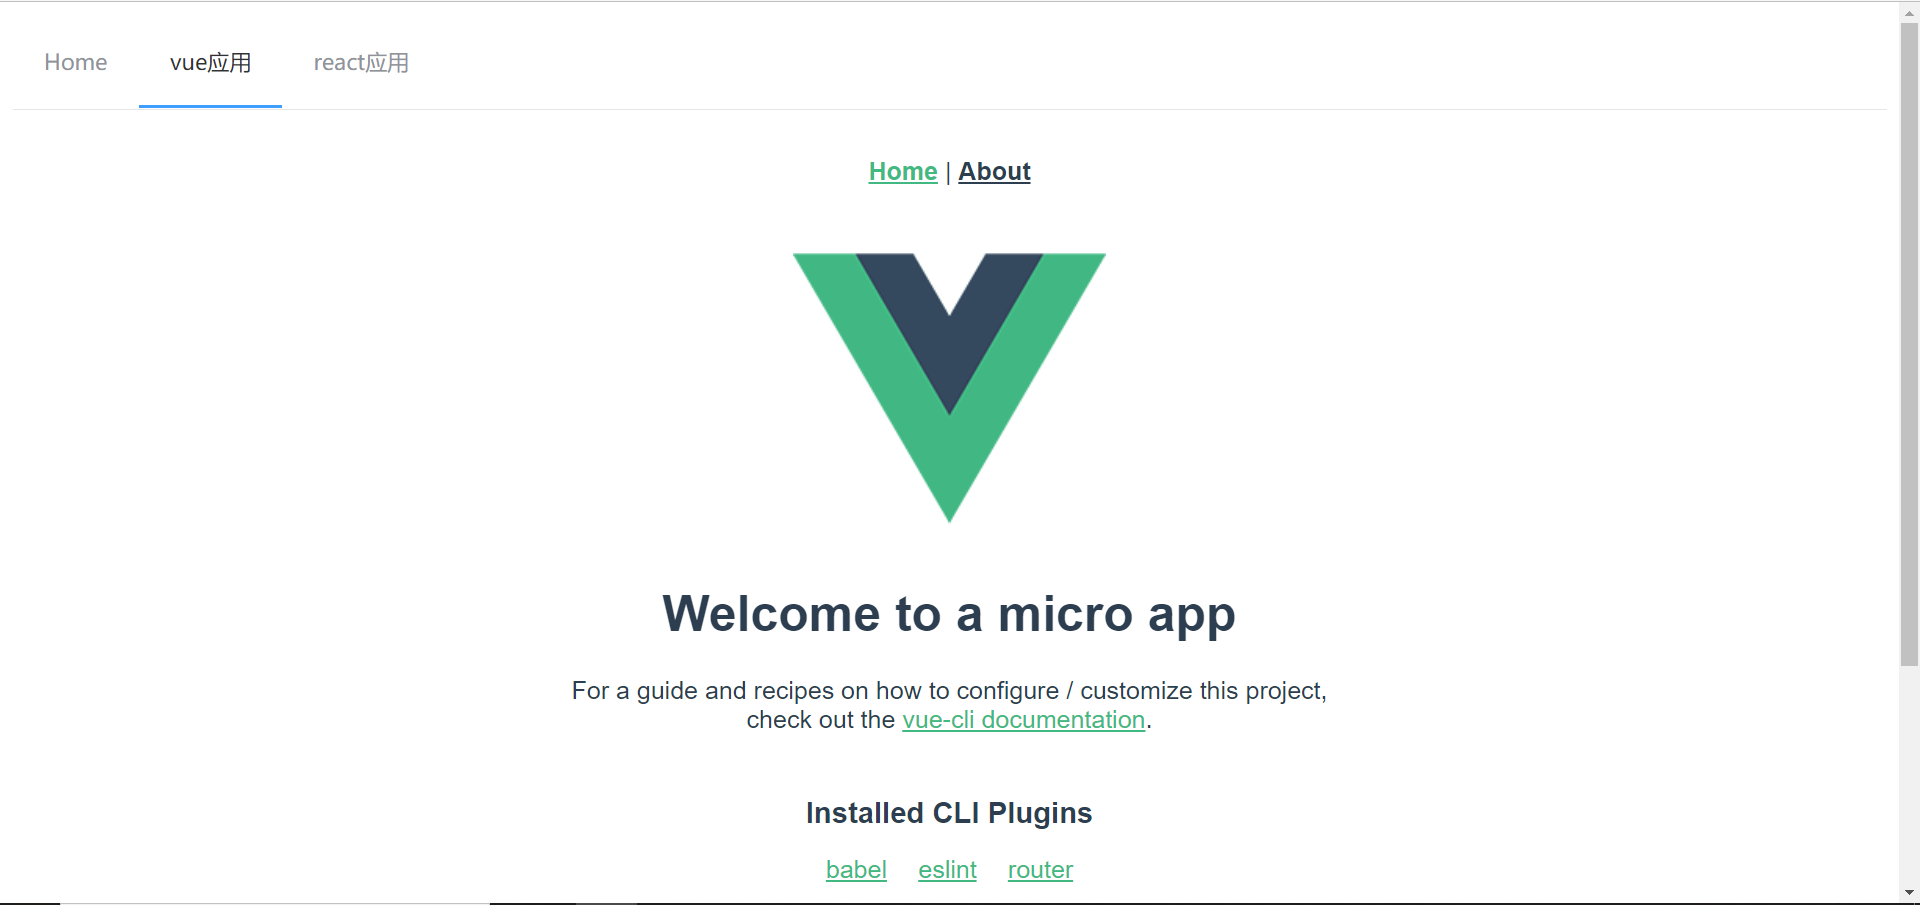 Home vue应用 react应用
Home | About
Welcome to a micro app
For a guide and recipes on how to configure / customize this project,
check out the vue-cli documentation.
Installed CLI Plugins
babel eslint router